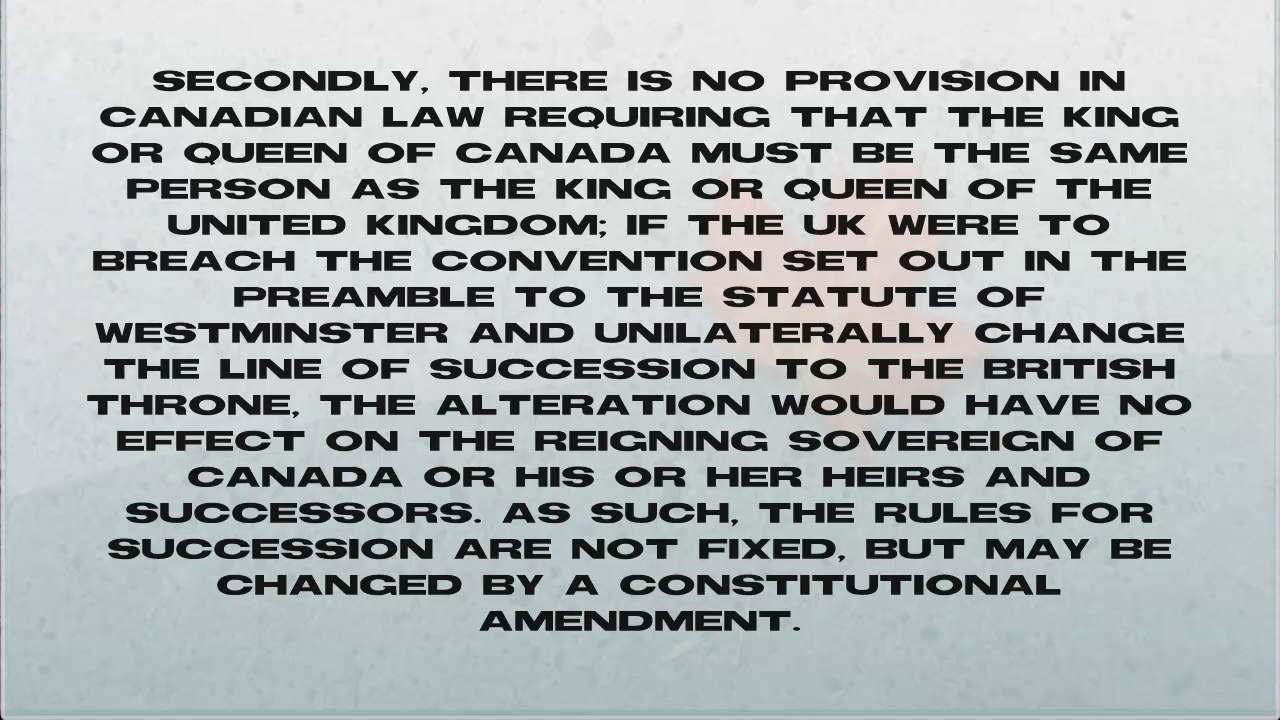 SECONDLY, THERE IS NO PROVISION IN
CANADIAN LAW REQUIRING THAT THE KING
OR QUEEN OF CANADA MUST BE THE SAME
PERSON AS THE KING OR QUEEN OF THE
UNITED KINGDOM; IF THE UK WERE TO
BREACH THE CONVENTION SET OUT IN THE
PREAMBLE TO THE STATUTE OF
WESTMINSTER AND UNILATERALLY CHANGE
THE LINE OF SUCCESSION TO THE BRITISH
THRONE, THE ALTERATION WOULD HAVE NO
EFFECT ON THE REIGNING SOVEREIGN OF
CANADA OR HIS OR HER HEIRS AND
SUCCESSORS. AS SUCH, THE RULES FOR
SUCCESSION ARE NOT FIXED, BUT MAY BE
CHANGED BY A CONSTITUTIONAL
AMENDMENT.